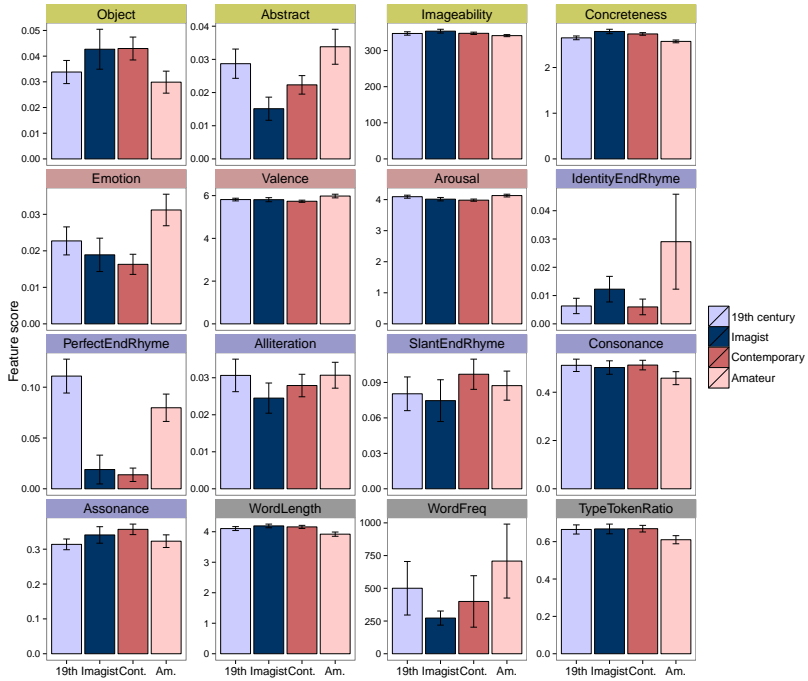 Object Abstract Imageability Concreteness
0.05 0.04 0.03 0.02 0.01 0.00
0.04 0.03 0.02 0.01 0.00
300 200 100 0
2 1 0
Emotion Valence Arousal IdentityEndRhyme
0.03 0.02 0.01 0.00
6 4 2 0
4 3 2 1 0
0.04 0.03 0.01 0.00
Feature score
PerfectEndRhyme Alliteration SlantEndRhyme Consonance
0.10 0.05 0.00
0.03 0.01 0.00
0.09 0.06 0.03 0.00
0.4 0.2 0.0
Assonance WordLength WordFreq TypeTokenRatio
0.3 0.2 0.1 0.0
4 3 2 1 0
1000 750 500 250 0
0.6 0.4 0.2 0.0
19th Imagist Cont. Am. 19th Imagist Cont. Am. 19th Imagist Cont. Am. 19th Imagist Cont. Am.
19th century
Imagist
Contemporary
Amateur